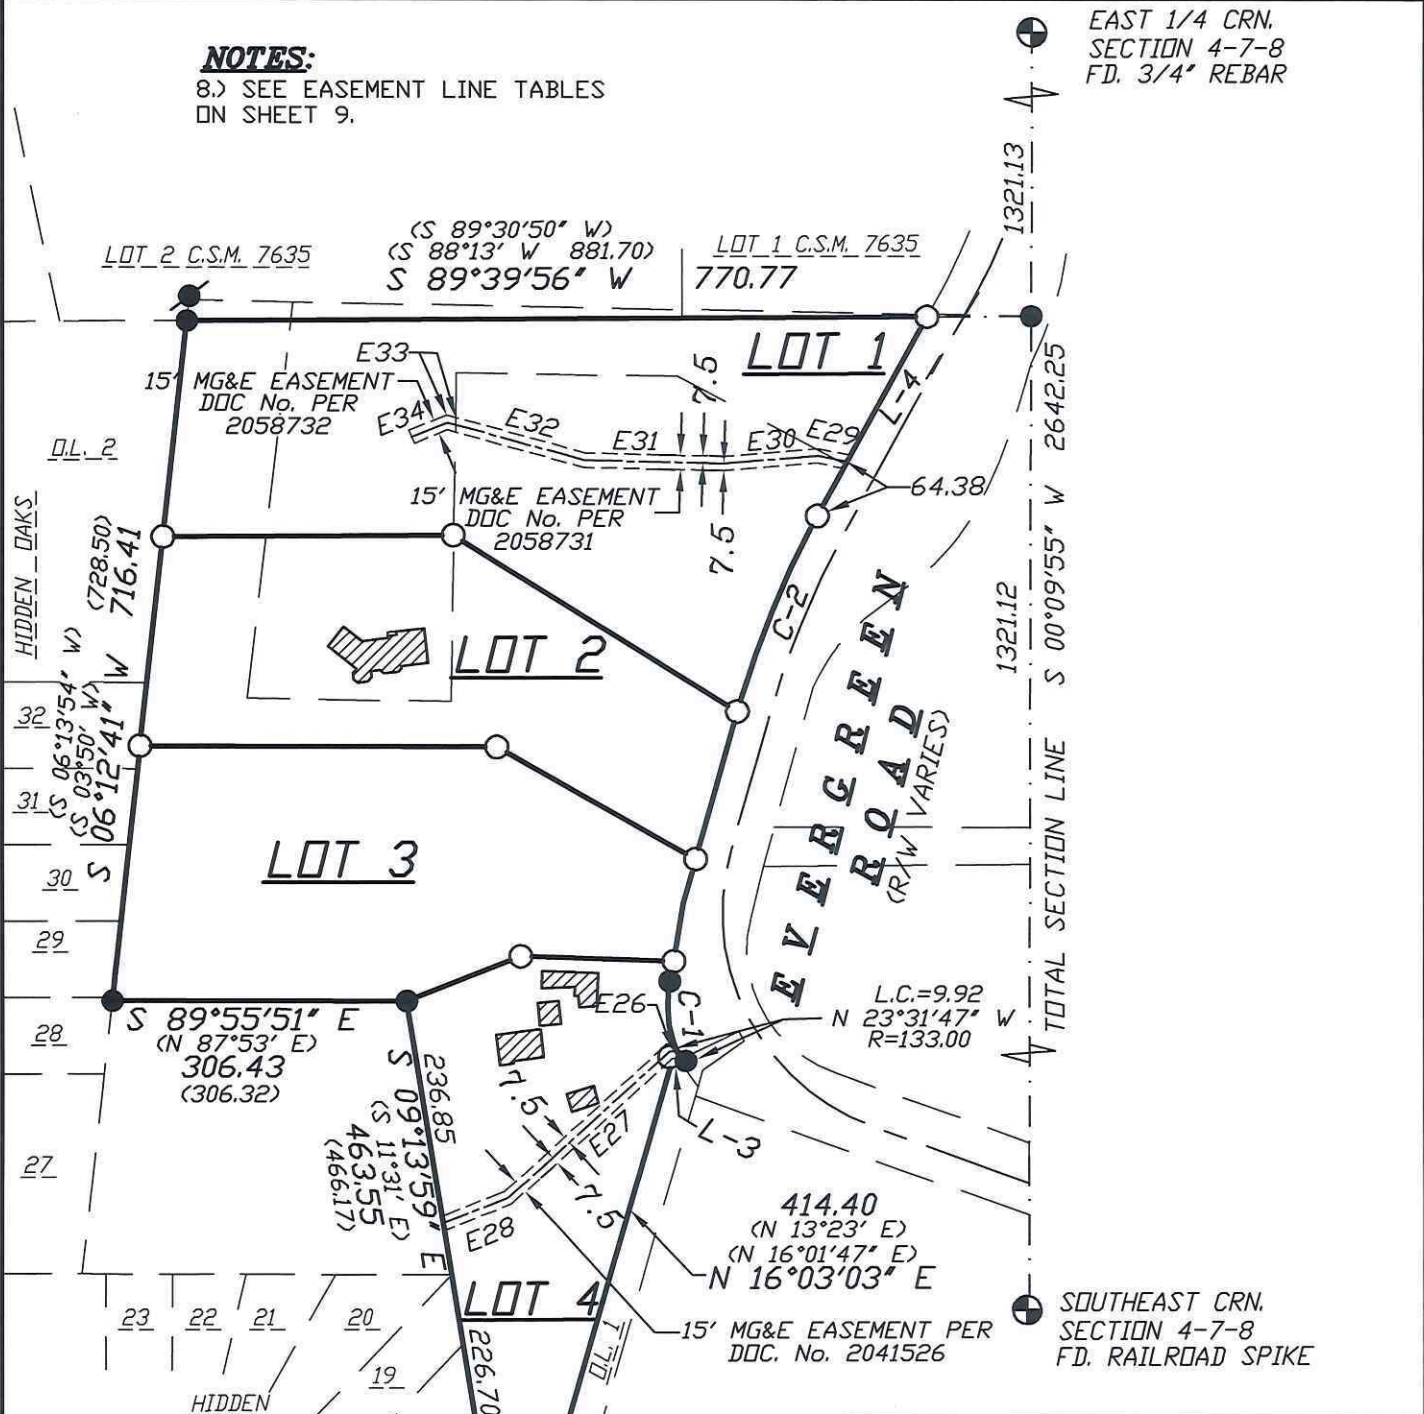 EAST 1/4 CRN.
SECTION 4-7-8
FD. 3/4" REBAR
NOTES:
8.) SEE EASEMENT LINE TABLES
ON SHEET 9.
1321.13
(S 89°30'50" W)
(S 88°13' W 881.70)
S 89°39'56" W 770.77
LOT 2 C.S.M. 7635
LOT 1 C.S.M. 7635
LOT 1
E33
15' MG&E EASEMENT
DOC No. PER
2058732
E34
E32
E31
7.5
E30
E29
L-4
64.38
O.L. 2
15' MG&E EASEMENT
DOC No. PER
2058731
7.5
HIDDEN OAKS
(728.50)
S 06°12'41" W 716.41
(S 06°13'54" W)
(S 03°50' W)
C-2
LOT 2
EVERGREEN
ROAD
(R/W VARIES)
1321.12
TOTAL SECTION LINE S 00°09'55" W 2642.25
32
31
30
29
28
27
LOT 3
S 89°55'51" E
(N 87°53' E)
306.43
(306.32)
E26
C-1
L.C.=9.92
N 23°31'47" W
R=133.00
236.85
S 09°13'59" E
(S 11°31' E)
463.55
(466.17)
7.5
E27
7.5
L-3
E28
414.40
(N 13°23' E)
(N 16°01'47" E)
N 16°03'03" E
LOT 4
226.70
15' MG&E EASEMENT PER
DOC. No. 2041526
O.L. 1
SOUTHEAST CRN.
SECTION 4-7-8
FD. RAILROAD SPIKE
23
22
21
20
19
HIDDEN